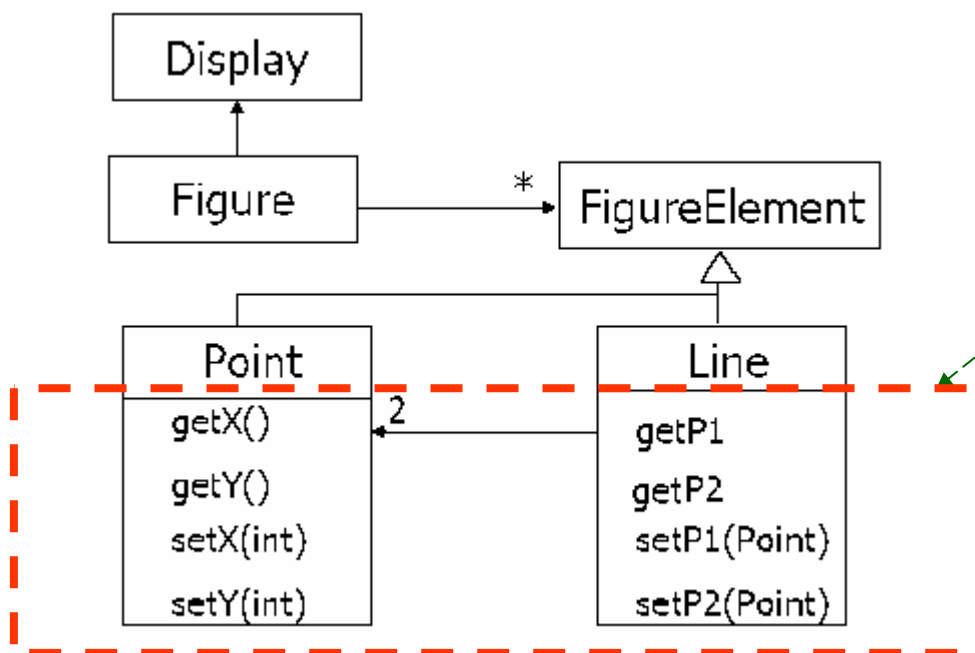 Display
Figure
*
FigureElement
Point
getX()
getY()
setX(int)
setY(int)
2
Line
getP1
getP2
setP1(Point)
setP2(Point)